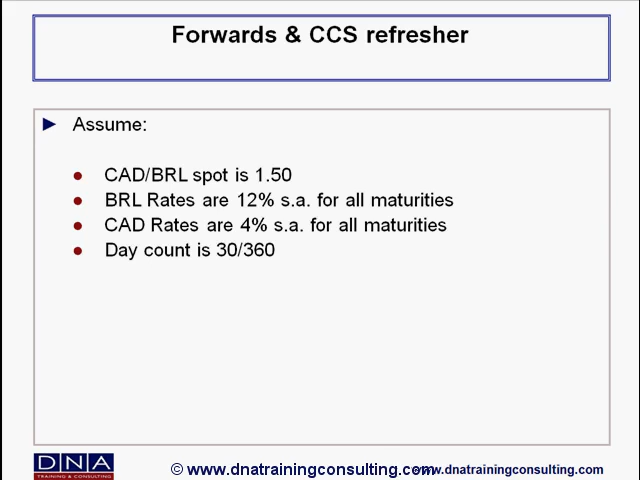 Forwards & CCS refresher
► Assume:
● CAD/BRL spot is 1.50
● BRL Rates are 12% s.a. for all maturities
● CAD Rates are 4% s.a. for all maturities
● Day count is 30/360
DNA
TRAINING & CONSULTING
© www.dnatrainingconsulting.com
www.dnatrainingconsulting.com